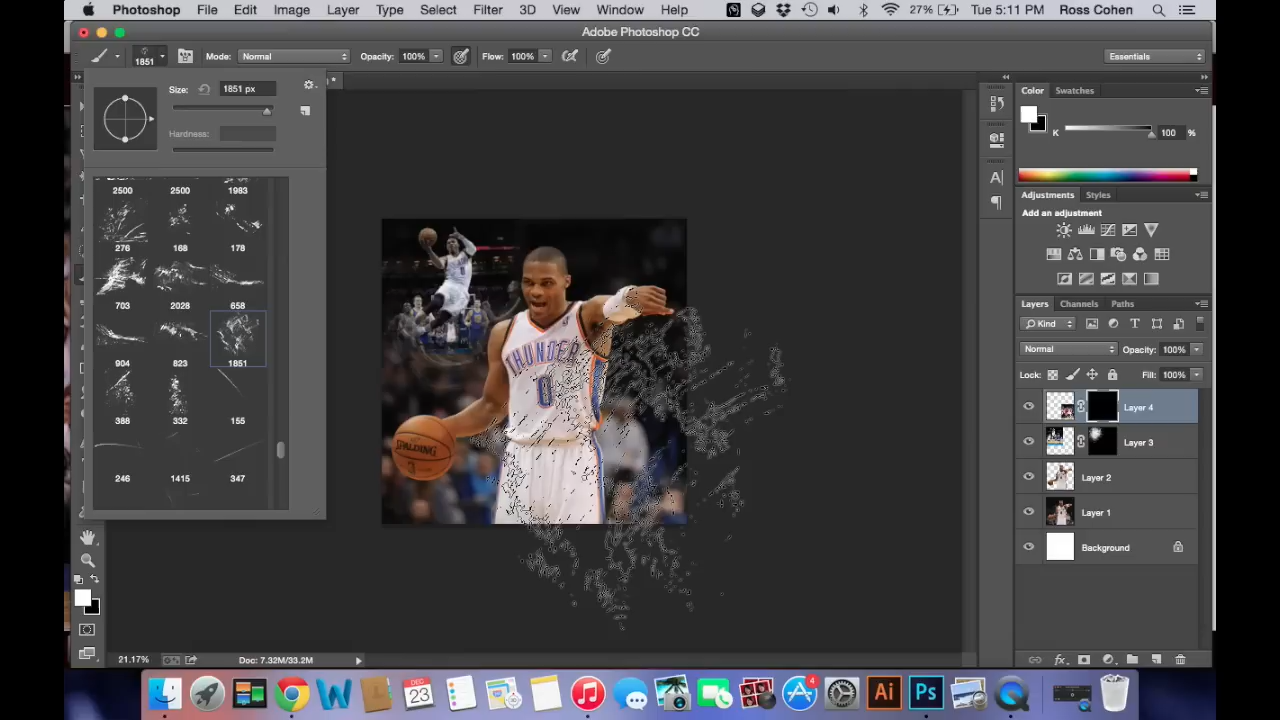 Photoshop File Edit Image Layer Type Select Filter 3D View Window Help 27% Tue 5:11 PM Ross Cohen
Adobe Photoshop CC
1851 Mode: Normal Opacity: 100% Flow: 100% Essentials
Size: 1851 px
Hardness:
2500 2500 1983
276 168 178
703 2028 658
904 823 1851
388 332 155
246 1415 347
THUNDER
0
SPALDING
Color Swatches
K 100 %
Adjustments Styles
Add an adjustment
Layers Channels Paths
Kind
Normal Opacity: 100%
Lock: Fill: 100%
Layer 4
Layer 3
Layer 2
Layer 1
Background
21.17% Doc: 7.32M/33.2M
DEC
23
4
Ai Ps